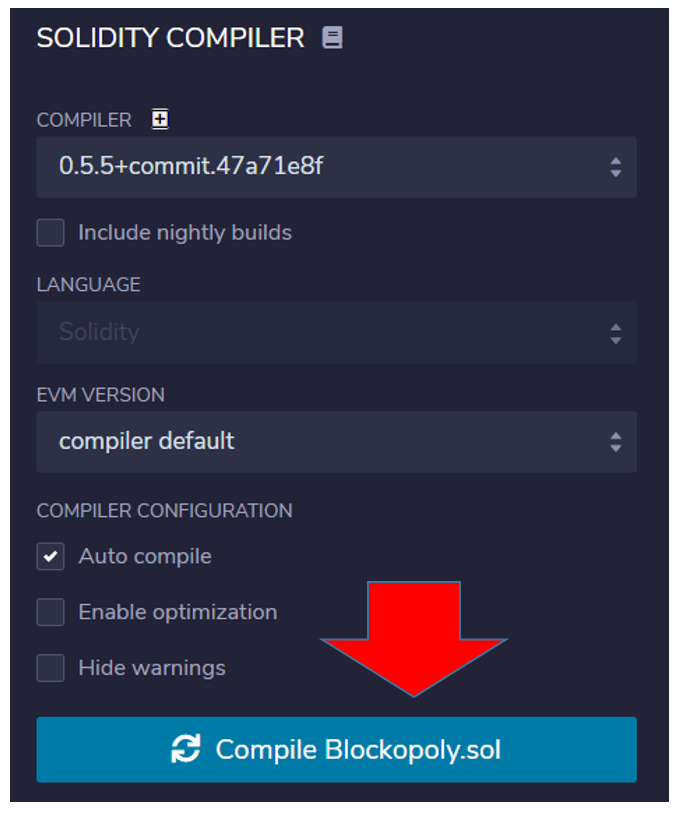 SOLIDITY COMPILER
COMPILER
0.5.5+commit.47a71e8f
Include nightly builds
LANGUAGE
Solidity
EVM VERSION
compiler default
COMPILER CONFIGURATION
Auto compile
Enable optimization
Hide warnings
Compile Blockopoly.sol